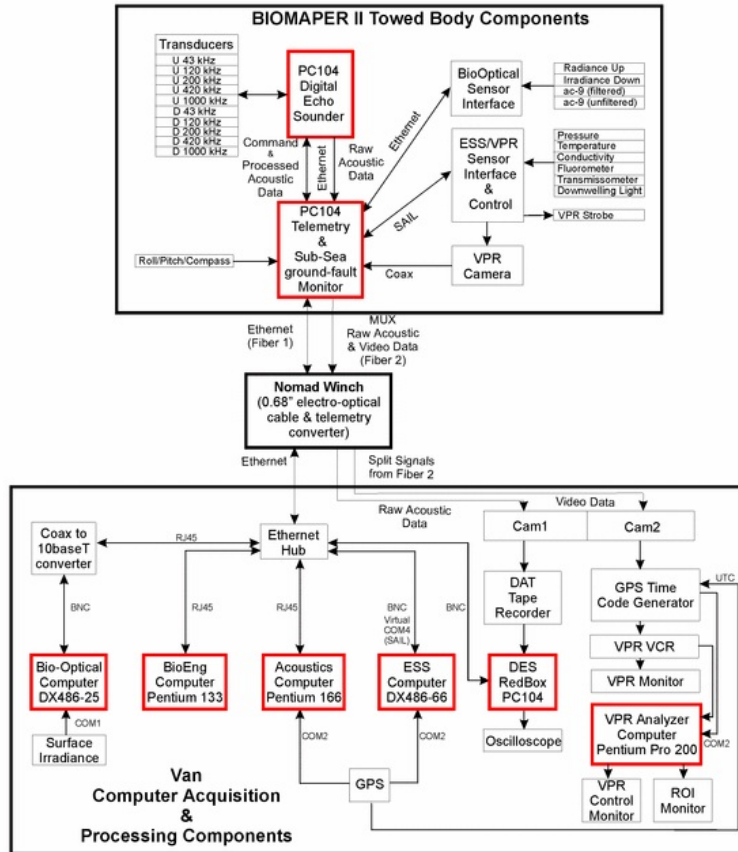 BIOMAPER II Towed Body Components
Transducers
U 43 kHz
U 120 kHz
U 200 kHz
U 420 kHz
U 1000 kHz
D 43 kHz
D 120 kHz
D 200 kHz
D 420 kHz
D 1000 kHz
PC104
Digital
Echo
Sounder
BioOptical
Sensor
Interface
Radiance Up
Irradiance Down
ac-9 (filtered)
ac-9 (unfiltered)
Command
&
Processed
Acoustic
Data
Ethernet
Raw
Acoustic
Data
Ethernet
ESS/VPR
Sensor
Interface
&
Control
Pressure
Temperature
Conductivity
Fluorometer
Transmissometer
Downwelling Light
VPR Strobe
SAIL
PC104
Telemetry
&
Sub-Sea
ground-fault
Monitor
Roll/Pitch/Compass
Coax
VPR
Camera
Ethernet
(Fiber 1)
MUX
Raw Acoustic
& Video Data
(Fiber 2)
Nomad Winch
(0.68" electro-optical
cable & telemetry
converter)
Ethernet
Split Signals
from Fiber 2
Raw Acoustic
Data
Video Data
Cam1
Cam2
Coax to
10baseT
converter
RJ45
Ethernet
Hub
DAT
Tape
Recorder
GPS Time
Code Generator
UTC
BNC
RJ45
RJ45
BNC
Virtual
COM4
(SAIL)
BNC
VPR VCR
VPR Monitor
Bio-Optical
Computer
DX486-25
BioEng
Computer
Pentium 133
Acoustics
Computer
Pentium 166
ESS
Computer
DX486-66
DES
RedBox
PC104
VPR Analyzer
Computer
Pentium Pro 200
COM2
COM1
Surface
Irradiance
COM2
COM2
Oscilloscope
GPS
VPR
Control
Monitor
ROI
Monitor
Van
Computer Acquisition
&
Processing Components